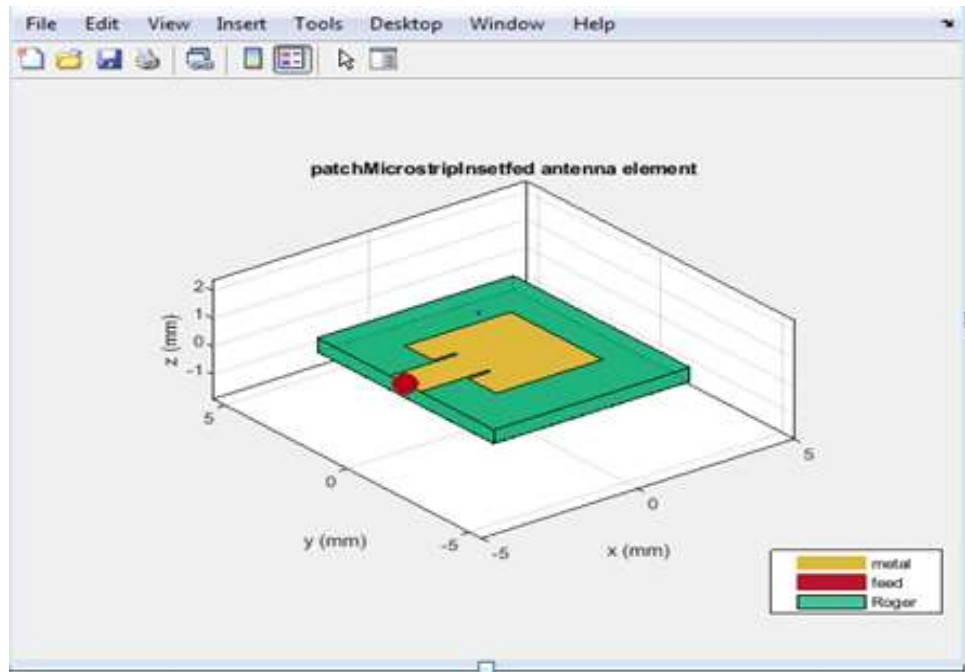 File Edit View Insert Tools Desktop Window Help
patchMicrostripInsetfed antenna element
2
1
0
-1
z (mm)
5
0
-5
y (mm)
-5
0
5
x (mm)
metal
feed
Roger